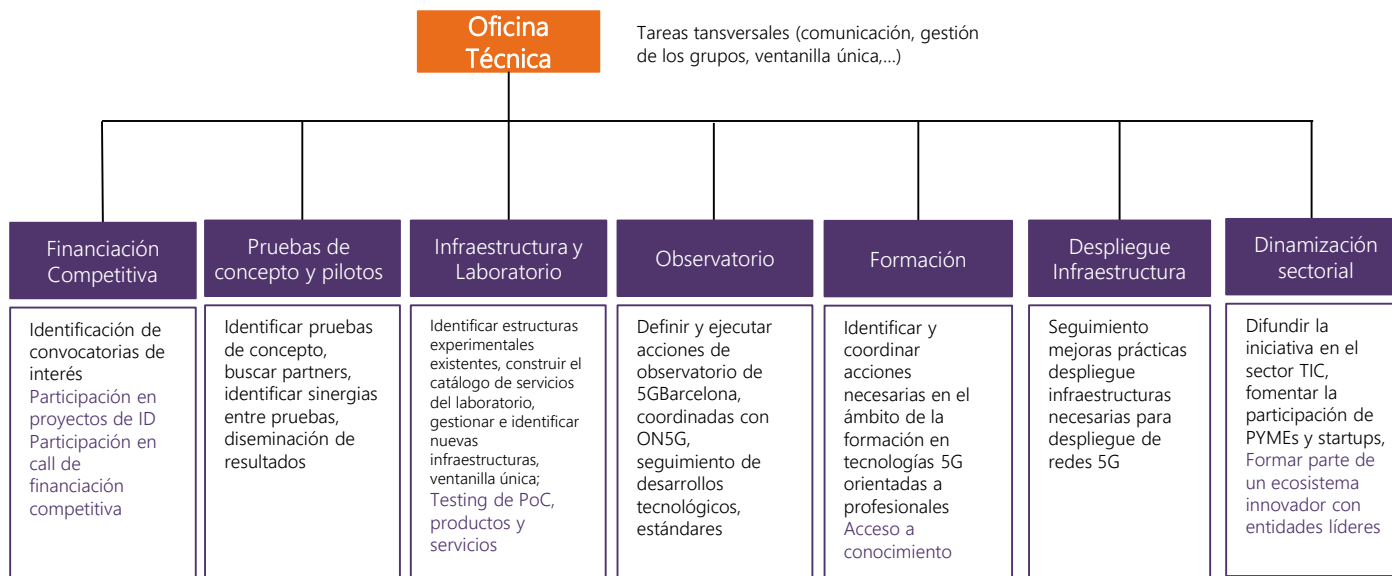 Oficina
Técnica
Tareas tansversales (comunicación, gestión
de los grupos, ventanilla única,...)
Financiación
Competitiva
Identificación de
convocatorias de
interés
Participación en
proyectos de ID
Participación en
call de
financiación
competitiva
Pruebas de
concepto y pilotos
Identificar pruebas
de concepto,
buscar partners,
identificar sinergias
entre pruebas,
diseminación de
resultados
Infraestructura y
Laboratorio
Identificar estructuras
experimentales
existentes, construir el
catálogo de servicios
del laboratorio,
gestionar e identificar
nuevas
infraestructuras,
ventanilla única;
Testing de PoC,
productos y
servicios
Observatorio
Definir y ejecutar
acciones de
observatorio de
5GBarcelona,
coordinadas con
ON5G,
seguimiento de
desarrollos
tecnológicos,
estándares
Formación
Identificar y
coordinar
acciones
necesarias en el
ámbito de la
formación en
tecnologías 5G
orientadas a
profesionales
Acceso a
conocimiento
Despliegue
Infraestructura
Seguimiento
mejoras prácticas
despliegue
infraestructuras
necesarias para
despliegue de
redes 5G
Dinamización
sectorial
Difundir la
iniciativa en el
sector TIC,
fomentar la
participación de
PYMEs y startups,
Formar parte de
un ecosistema
innovador con
entidades líderes